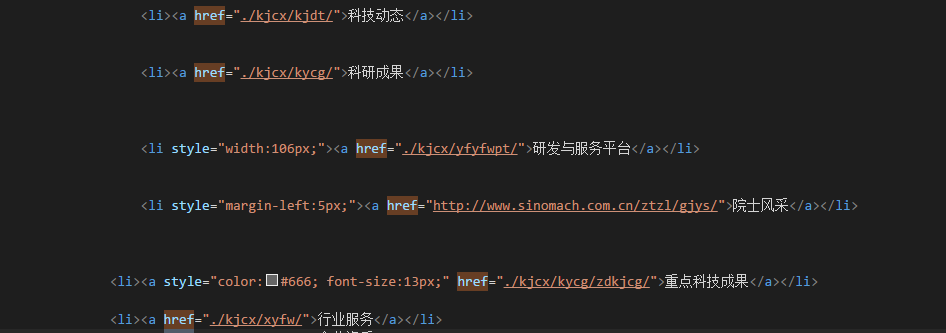 <li><a href="./kjcx/kjdt/">科技动态</a></li>
<li><a href="./kjcx/kycg/">科研成果</a></li>
<li style="width:106px;"><a href="./kjcx/yfyfwpt/">研发与服务平台</a></li>
<li style="margin-left:5px;"><a href="http://www.sinomach.com.cn/ztzl/gjys/">院士风采</a></li>
<li><a style="color:#666; font-size:13px;" href="./kjcx/kycg/zdkjcg/">重点科技成果</a></li>
<li><a href="./kjcx/xyfw/">行业服务</a></li>